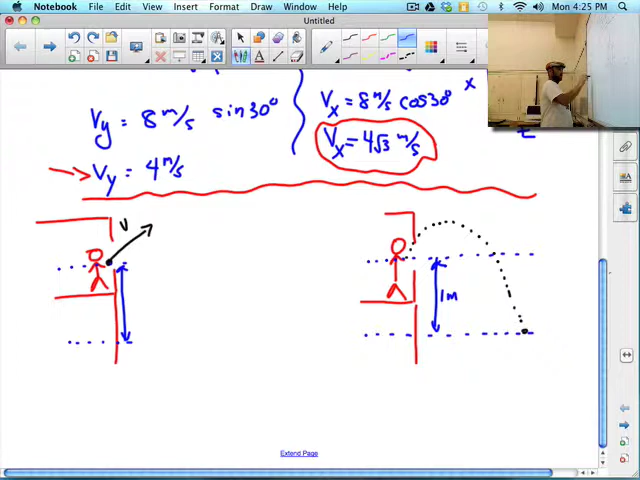 Notebook File Edit View Insert Format Draw Window Help Mon 4:25 PM
Untitled
Vy = 8 m/s sin30°
Vx = 8 m/s cos30°
x
Vx = 4√3 m/s
t
Vy = 4 m/s
V
1m
Extend Page